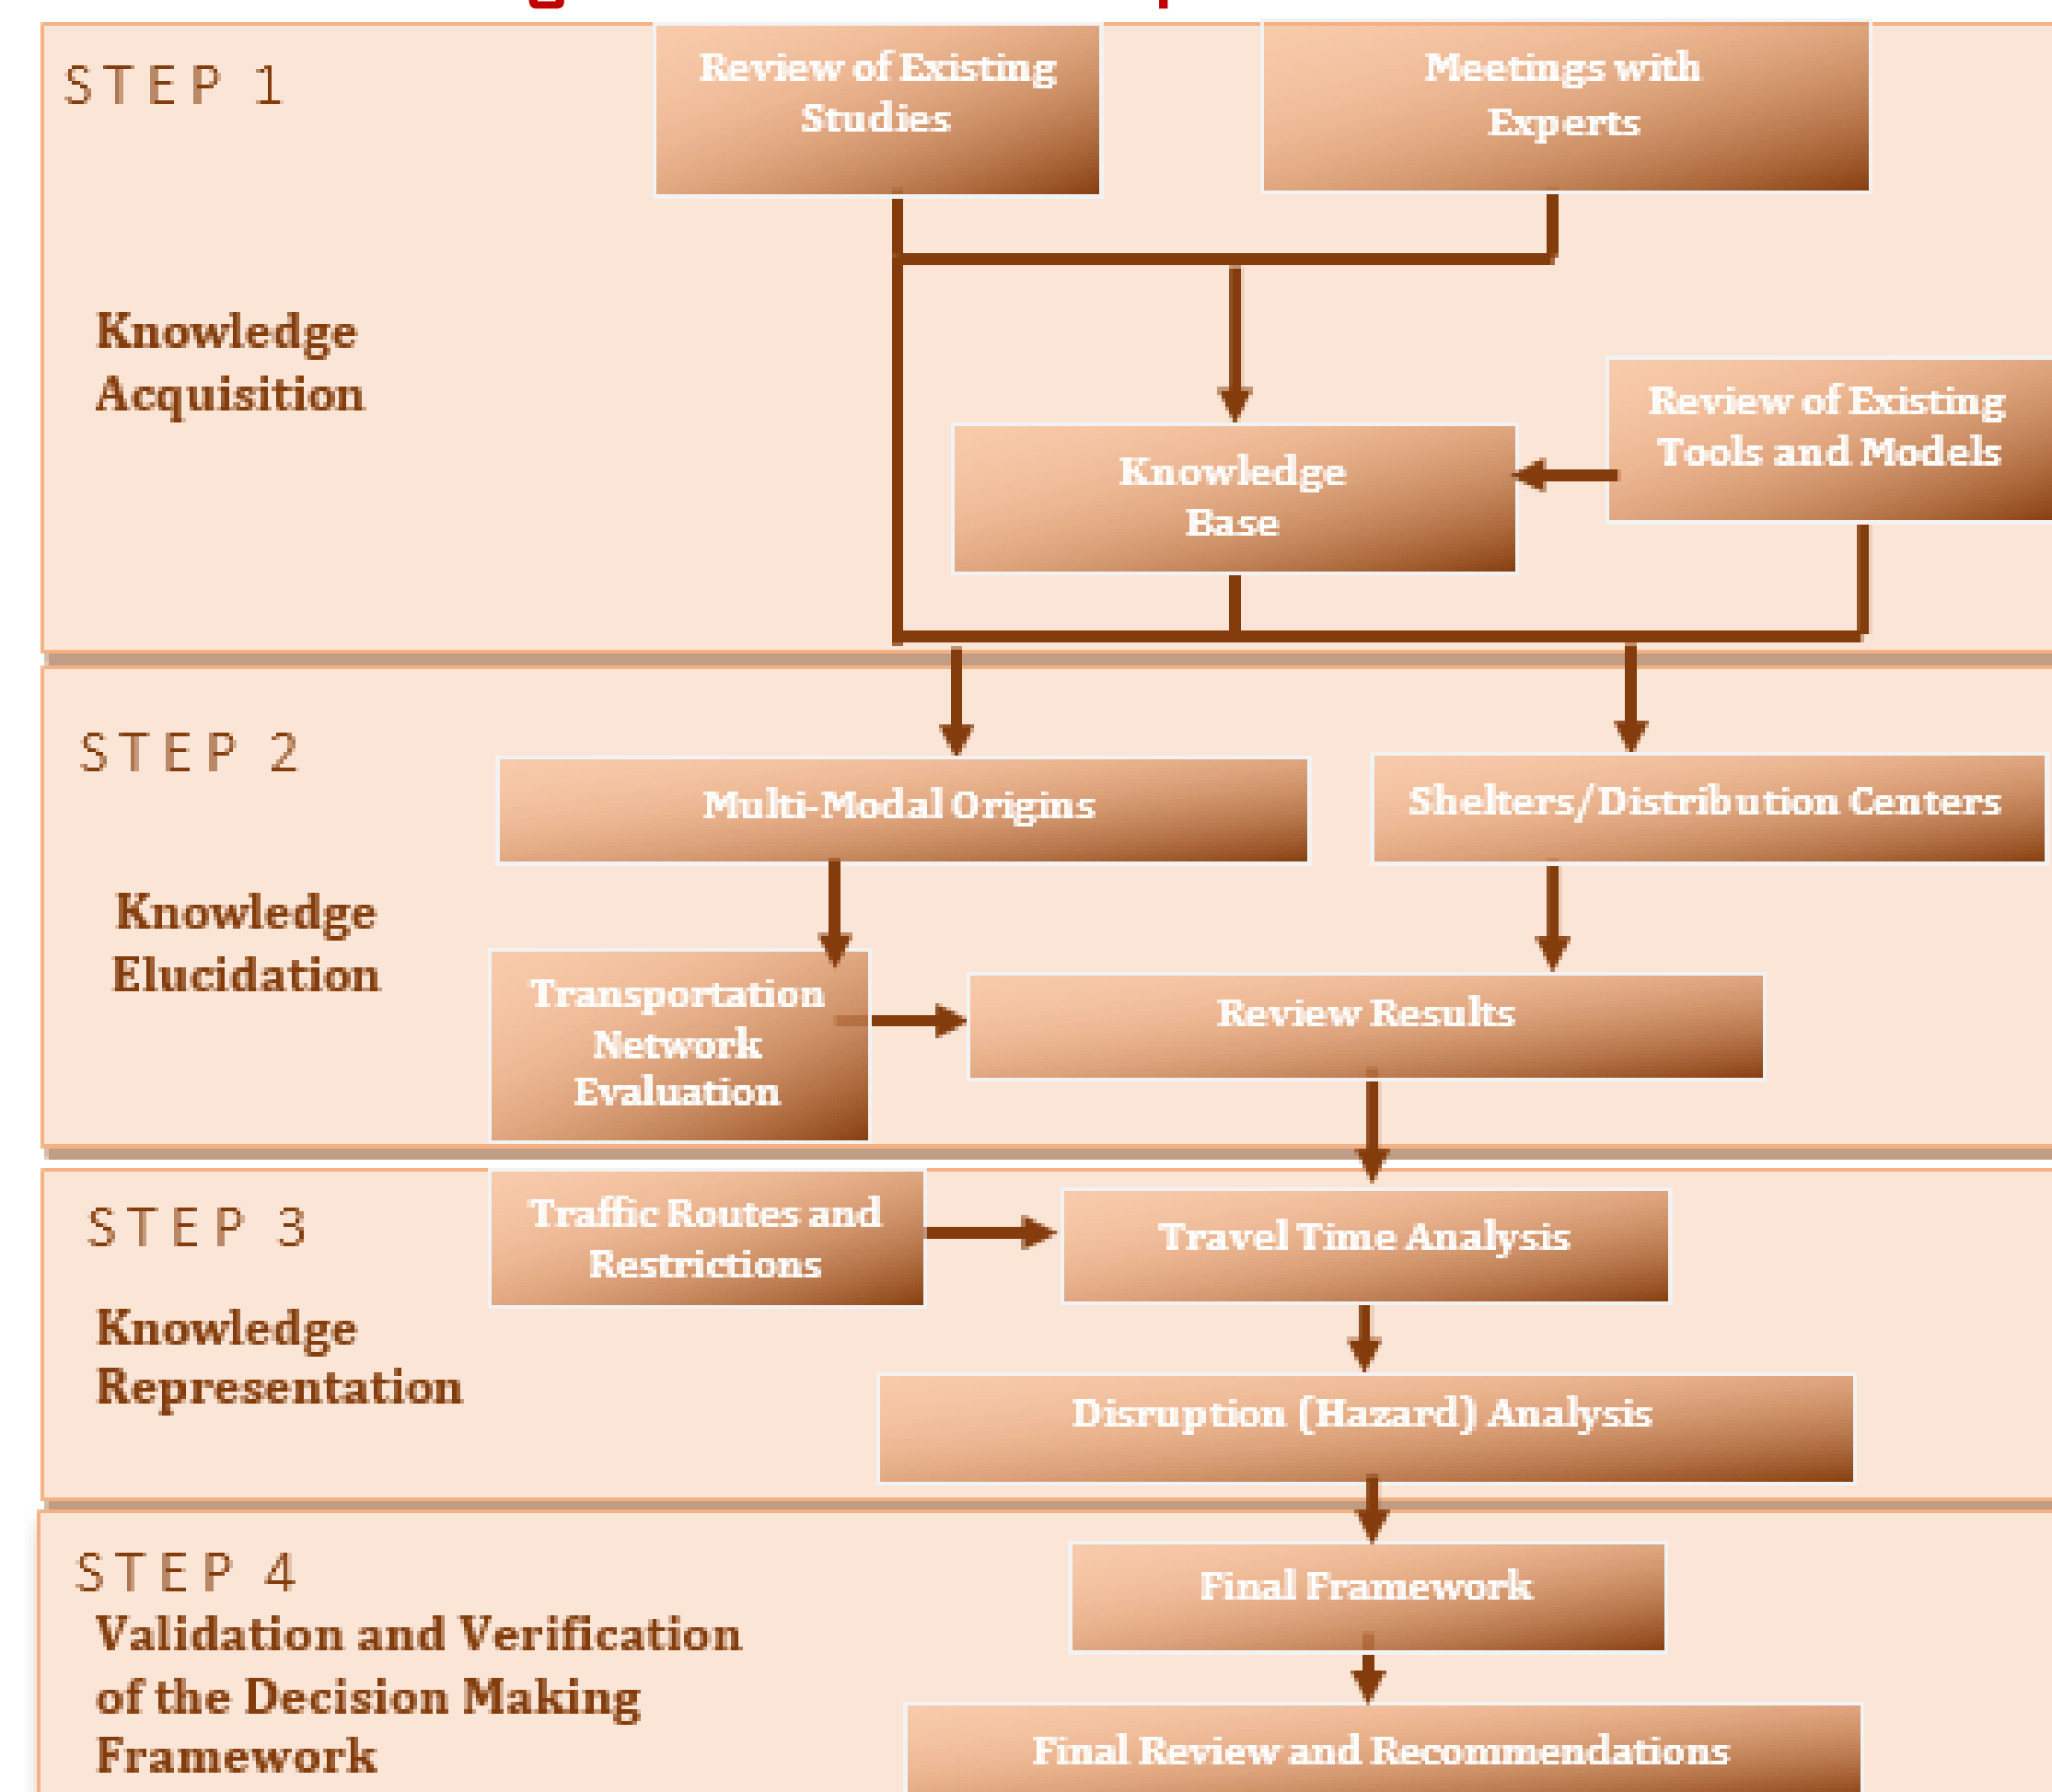 STEP 1
Review of Existing
Studies
Meetings with
Experts
Knowledge
Acquisition
Review of Existing
Tools and Models
Knowledge
Base
STEP 2
Multi-Modal Origins
Shelters/Distribution Centers
Knowledge
Elucidation
Transportation
Network
Evaluation
Review Results
STEP 3
Traffic Routes and
Restrictions
Travel Time Analysis
Knowledge
Representation
Disruption (Hazard) Analysis
STEP 4
Final Framework
Validation and Verification
of the Decision Making
Framework
Final Review and Recommendations